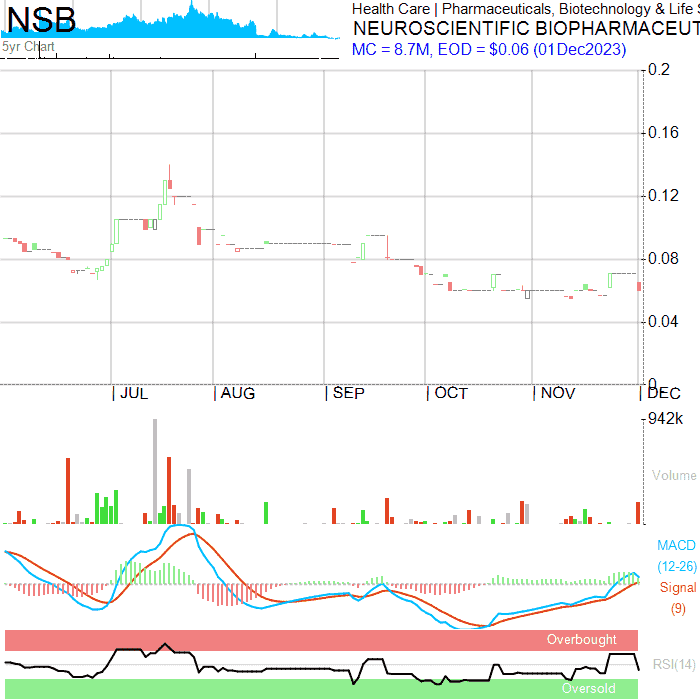 NSB
5yr Chart
Health Care | Pharmaceuticals, Biotechnology & Life
NEUROSCIENTIFIC BIOPHARMACEUT
MC = 8.7M, EOD = $0.06 (01Dec2023)
0.2
0.16
0.12
0.08
0.04
0
JUL AUG SEP OCT NOV DEC
942k
Volume
MACD
(12-26)
Signal
(9)
Overbought
RSI(14)
Oversold